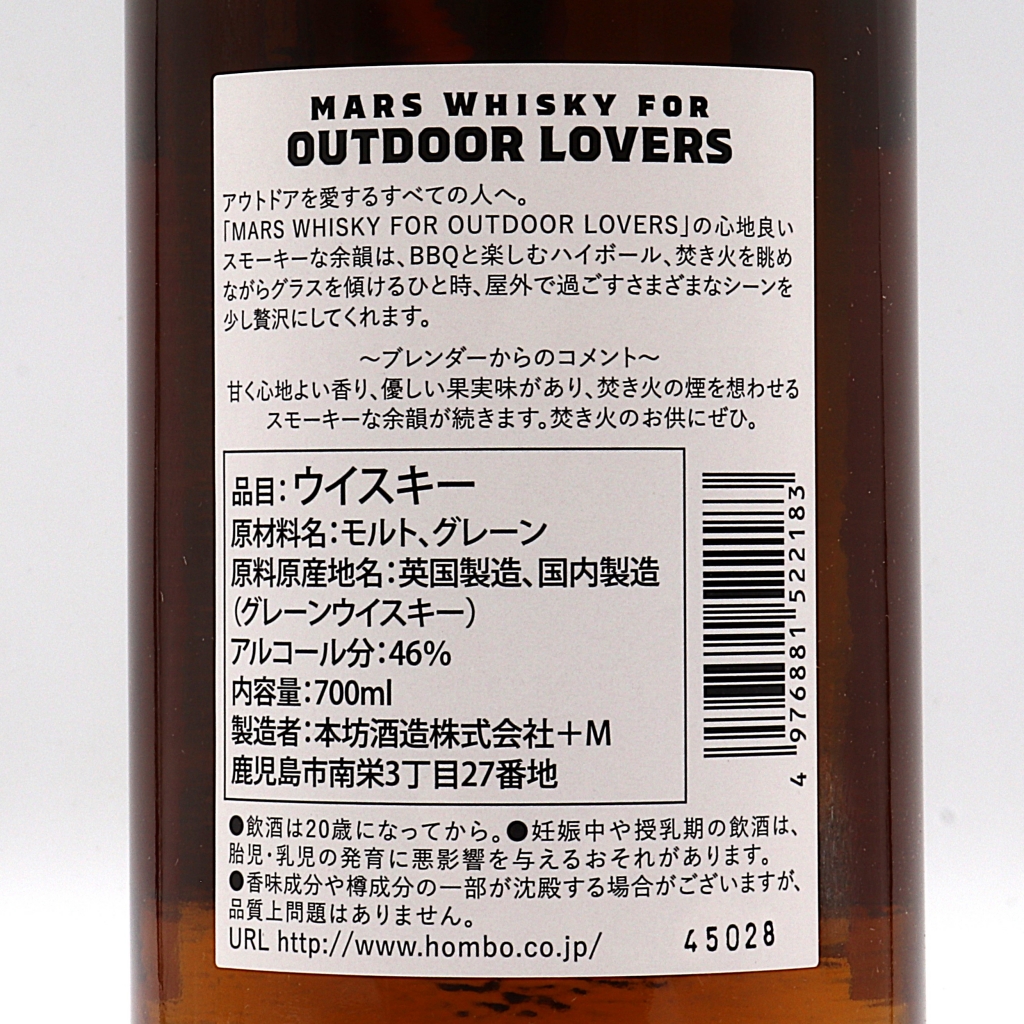 MARS WHISKY FOR
OUTDOOR LOVERS
アウトドアを愛するすべての人へ。
「MARS WHISKY FOR OUTDOOR LOVERS」の心地良い
スモーキーな余韻は、BBQと楽しむハイボール、焚き火を眺め
ながらグラスを傾けるひと時、屋外で過ごすさまざまなシーンを
少し贅沢にしてくれます。
～ブレンダーからのコメント～
甘く心地よい香り、優しい果実味があり、焚き火の煙を想わせる
スモーキーな余韻が続きます。焚き火のお供にぜひ。
品目：ウイスキー
原材料名：モルト、グレーン
原料原産地名：英国製造、国内製造
（グレーンウイスキー）
アルコール分：46%
内容量：700ml
製造者：本坊酒造株式会社＋M
鹿児島市南栄3丁目27番地
4 976881 522183
●飲酒は20歳になってから。●妊娠中や授乳期の飲酒は、
胎児・乳児の発育に悪影響を与えるおそれがあります。
●香味成分や樽成分の一部が沈殿する場合がございますが、
品質上問題はありません。
URL http://www.hombo.co.jp/
45028